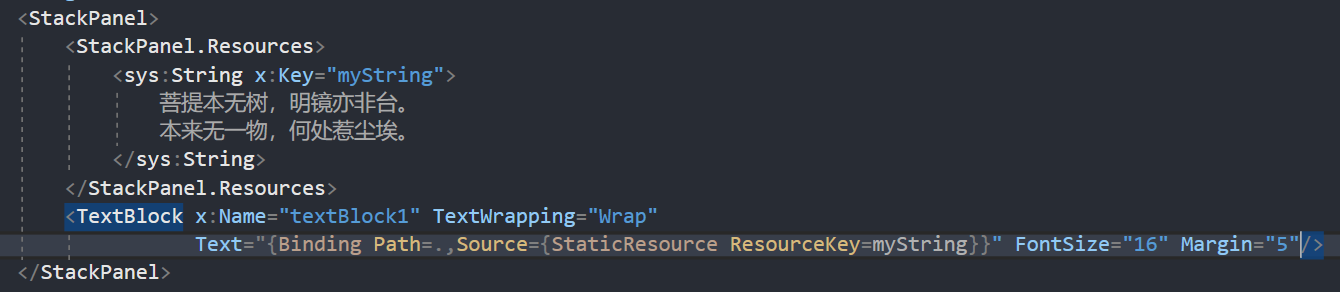 <StackPanel>
<StackPanel.Resources>
<sys:String x:Key="myString">
菩提本无树，明镜亦非台。
本来无一物，何处惹尘埃。
</sys:String>
</StackPanel.Resources>
<TextBlock x:Name="textBlock1" TextWrapping="Wrap"
Text="{Binding Path=.,Source={StaticResource ResourceKey=myString}}" FontSize="16" Margin="5"/>
</StackPanel>